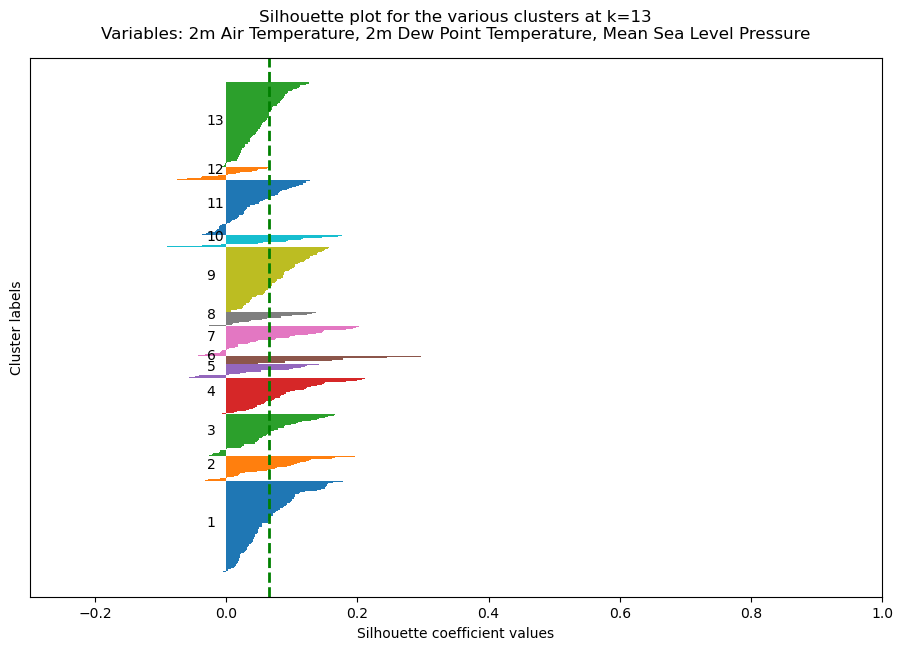 Silhouette plot for the various clusters at k=13
Variables: 2m Air Temperature, 2m Dew Point Temperature, Mean Sea Level Pressure
Cluster labels
13
12
11
10
9
8
7
6
5
4
3
2
1
−0.2 0.0 0.2 0.4 0.6 0.8 1.0
Silhouette coefficient values